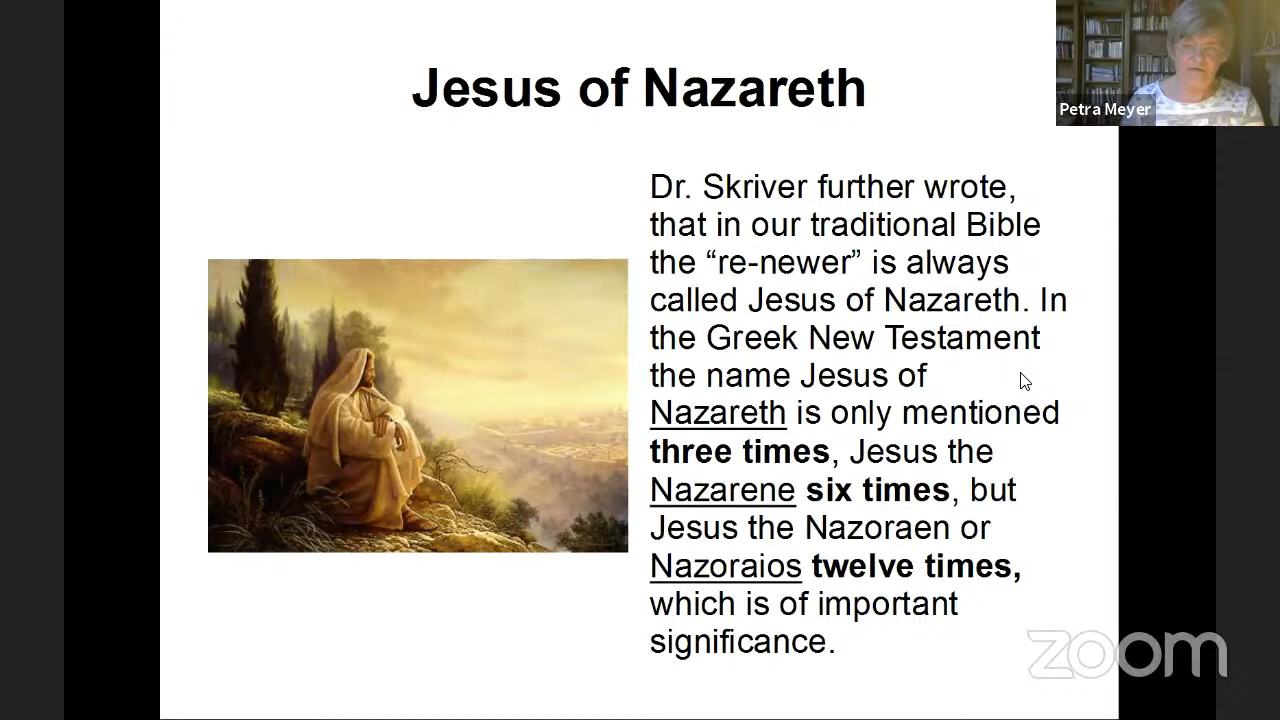 Jesus of Nazareth
Petra Meyer
Dr. Skriver further wrote,
that in our traditional Bible
the “re-newer” is always
called Jesus of Nazareth. In
the Greek New Testament
the name Jesus of
Nazareth is only mentioned
three times, Jesus the
Nazarene six times, but
Jesus the Nazoraen or
Nazoraios twelve times,
which is of important
significance.
zoom